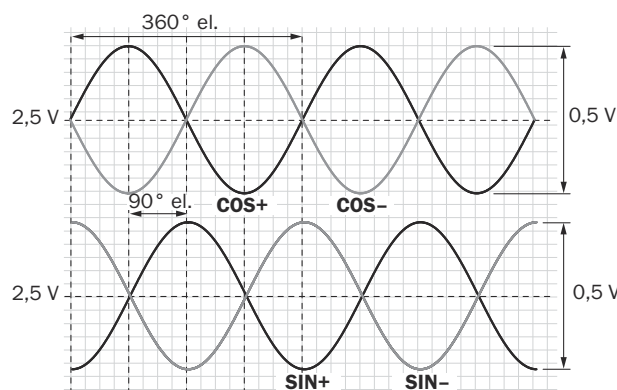 360° el.
2,5 V
0,5 V
COS+ COS–
90° el.
2,5 V
0,5 V
SIN+ SIN–